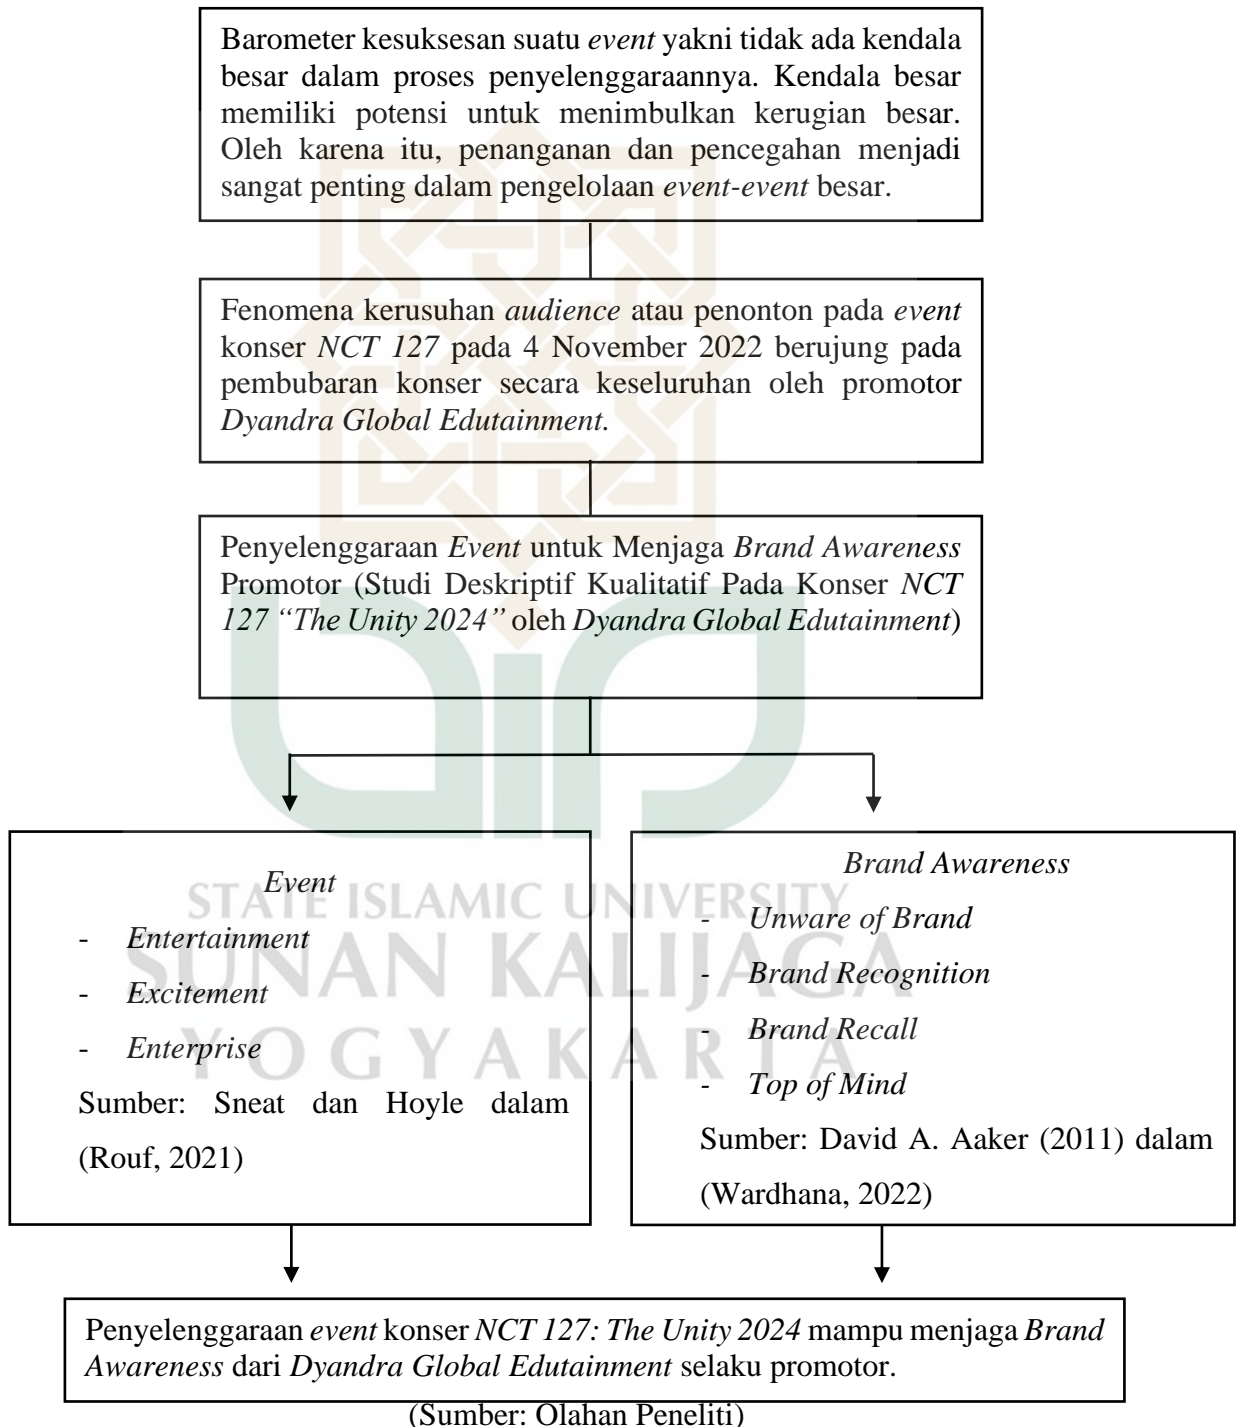 Barometer kesuksesan suatu event yakni tidak ada kendala
besar dalam proses penyelenggaraannya. Kendala besar
memiliki potensi untuk menimbulkan kerugian besar.
Oleh karena itu, penanganan dan pencegahan menjadi
sangat penting dalam pengelolaan event-event besar.
Fenomena kerusuhan audience atau penonton pada event
konser NCT 127 pada 4 November 2022 berujung pada
pembubaran konser secara keseluruhan oleh promotor
Dyandra Global Edutainment.
Penyelenggaraan Event untuk Menjaga Brand Awareness
Promotor (Studi Deskriptif Kualitatif Pada Konser NCT
127 “The Unity 2024” oleh Dyandra Global Edutainment)
Event
- Entertainment
- Excitement
- Enterprise
Sumber: Sneat dan Hoyle dalam
(Rouf, 2021)
Brand Awareness
- Unware of Brand
- Brand Recognition
- Brand Recall
- Top of Mind
Sumber: David A. Aaker (2011) dalam
(Wardhana, 2022)
STATE ISLAMIC UNIVERSITY
SUNAN KALIJAGA
YOGYAKARTA
Penyelenggaraan event konser NCT 127: The Unity 2024 mampu menjaga Brand
Awareness dari Dyandra Global Edutainment selaku promotor.
(Sumber: Olahan Peneliti)